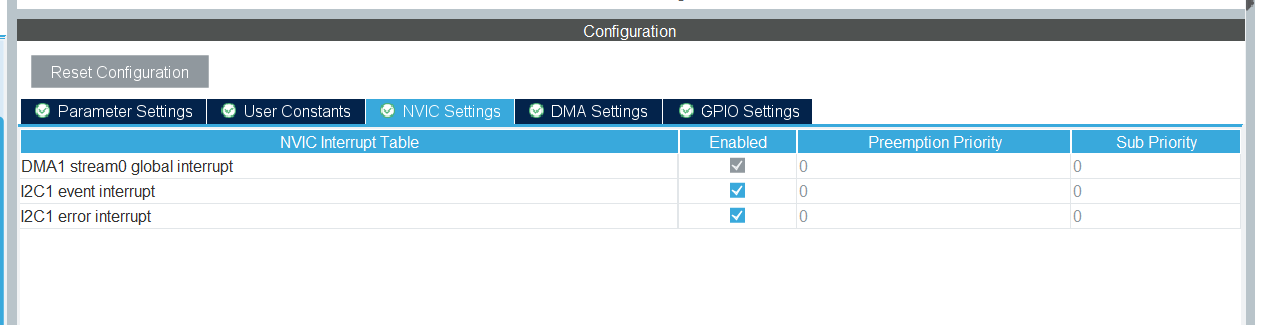 Configuration
Reset Configuration
Parameter Settings User Constants NVIC Settings DMA Settings GPIO Settings
NVIC Interrupt Table Enabled Preemption Priority Sub Priority
DMA1 stream0 global interrupt 0 0
I2C1 event interrupt 0 0
I2C1 error interrupt 0 0